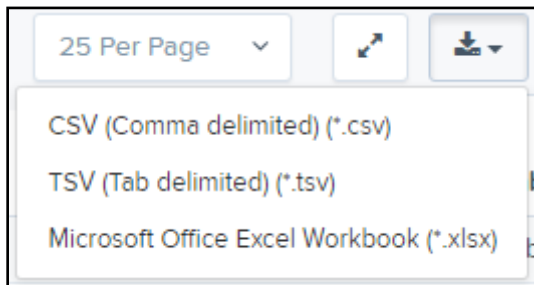 25 Per Page
CSV (Comma delimited) (*.csv)
TSV (Tab delimited) (*.tsv)
Microsoft Office Excel Workbook (*.xlsx)